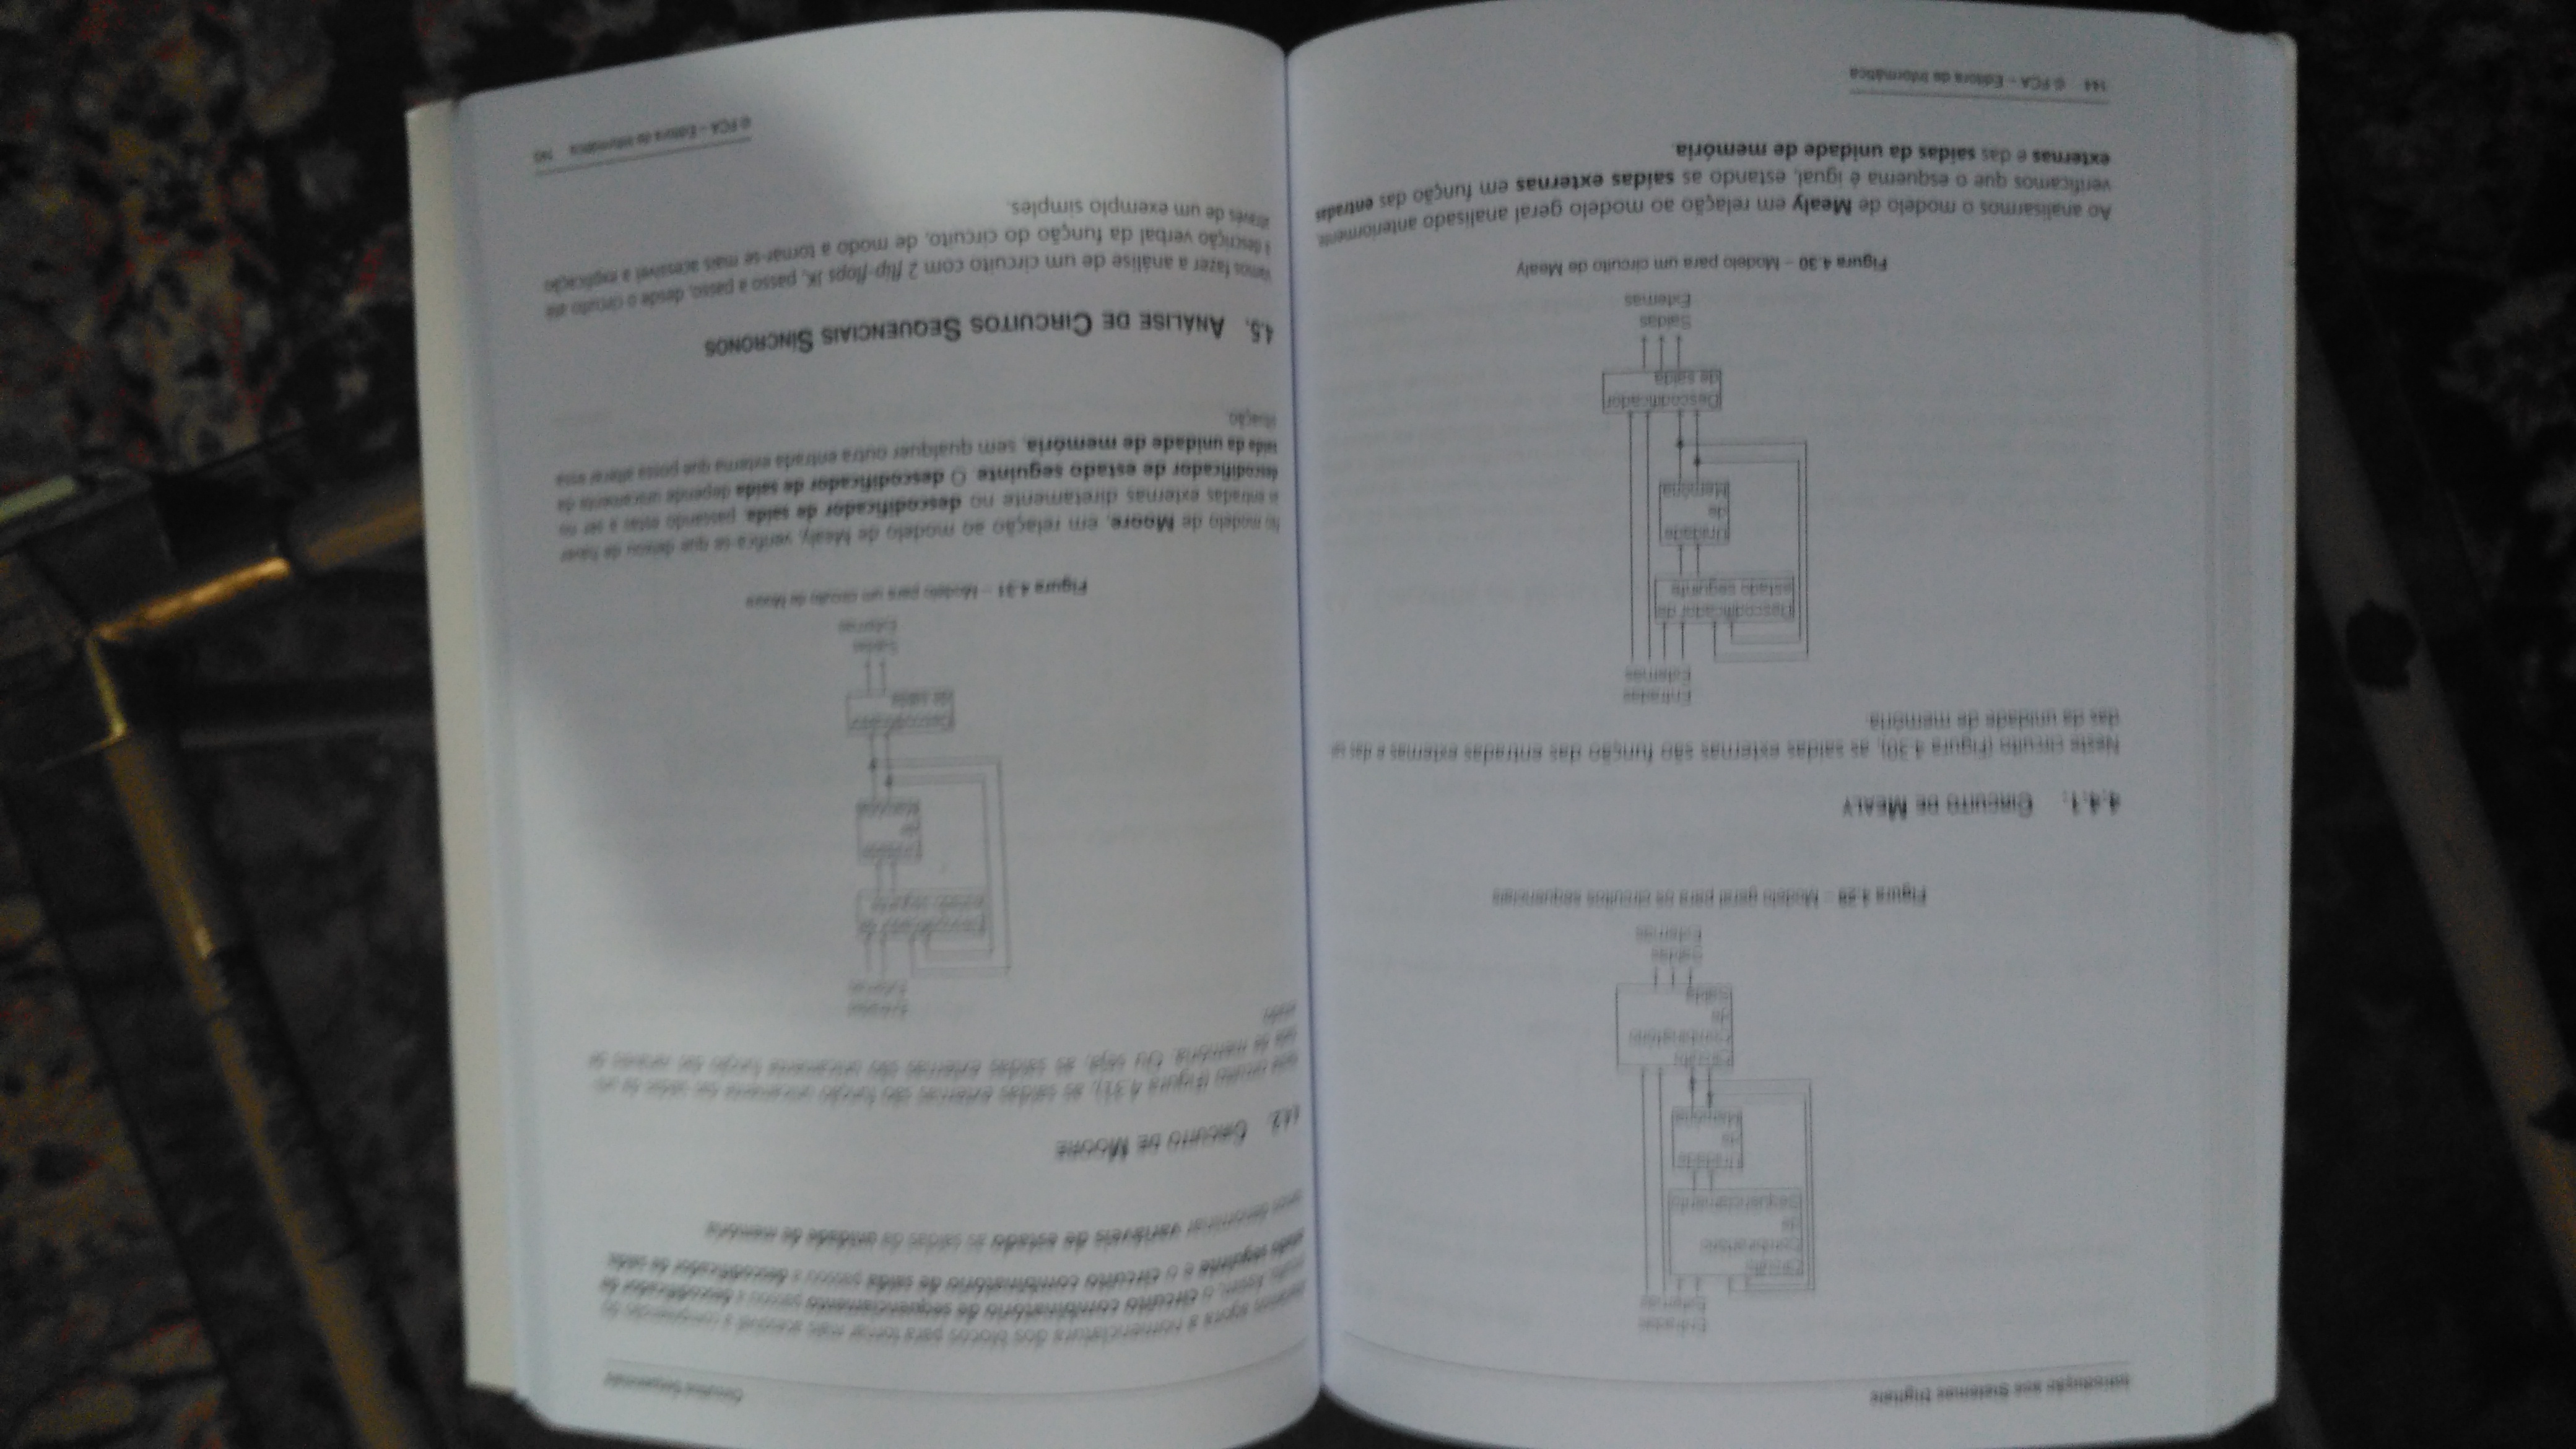 Introdução aos Sistemas Digitais
Entradas
Externas
Circuito
Combinatório
de
Sequenciamento
Unidade
de
Memória
Circuito
Combinatório
de
Saída
Saídas
Externas
Figura 4.29 – Modelo geral para os circuitos sequenciais
4.4.1. CIRCUITO DE MEALY
Neste circuito (Figura 4.30), as saídas externas são função das entradas externas e das saí-
das da unidade de memória.
Entradas
Externas
Descodificador de
estado seguinte
Unidade
de
Memória
Descodificador
de saída
Saídas
Externas
Figura 4.30 – Modelo para um circuito de Mealy
Ao analisarmos o modelo de Mealy em relação ao modelo geral analisado anteriormente,
verificamos que o esquema é igual, estando as saídas externas em função das entradas
externas e das saídas da unidade de memória.
144 © FCA – Editora de Informática
Circuitos Sequenciais
agora a nomenclatura dos blocos para tornar mais acessível a compreensão do
Assim, o circuito combinatório de sequenciamento passou a descodificador de
estado seguinte e o circuito combinatório de saída passou a descodificador de saída.
denominar variáveis de estado às saídas da unidade de memória.
4.4.2. CIRCUITO DE MOORE
circuito (Figura 4.31), as saídas externas são função unicamente das saídas da uni-
dade de memória. Ou seja, as saídas externas são unicamente função das variáveis de
estado.
Entradas
Externas
Descodificador de
estado seguinte
Unidade
de
Memória
Descodificador
de saída
Saídas
Externas
Figura 4.31 – Modelo para um circuito de Moore
No modelo de Moore, em relação ao modelo de Mealy, verifica-se que deixou de haver
entradas externas diretamente no descodificador de saída, passando estas a ser no
descodificador de estado seguinte. O descodificador de saída depende unicamente da
saída da unidade de memória, sem qualquer outra entrada externa que possa alterar essa
situação.
4.5. ANÁLISE DE CIRCUITOS SEQUENCIAIS SÍNCRONOS
Vamos fazer a análise de um circuito com 2 flip-flops JK, passo a passo, desde o circuito até
à descrição verbal da função do circuito, de modo a tornar-se mais acessível a explicação
através de um exemplo simples.
© FCA – Editora de Informática 145